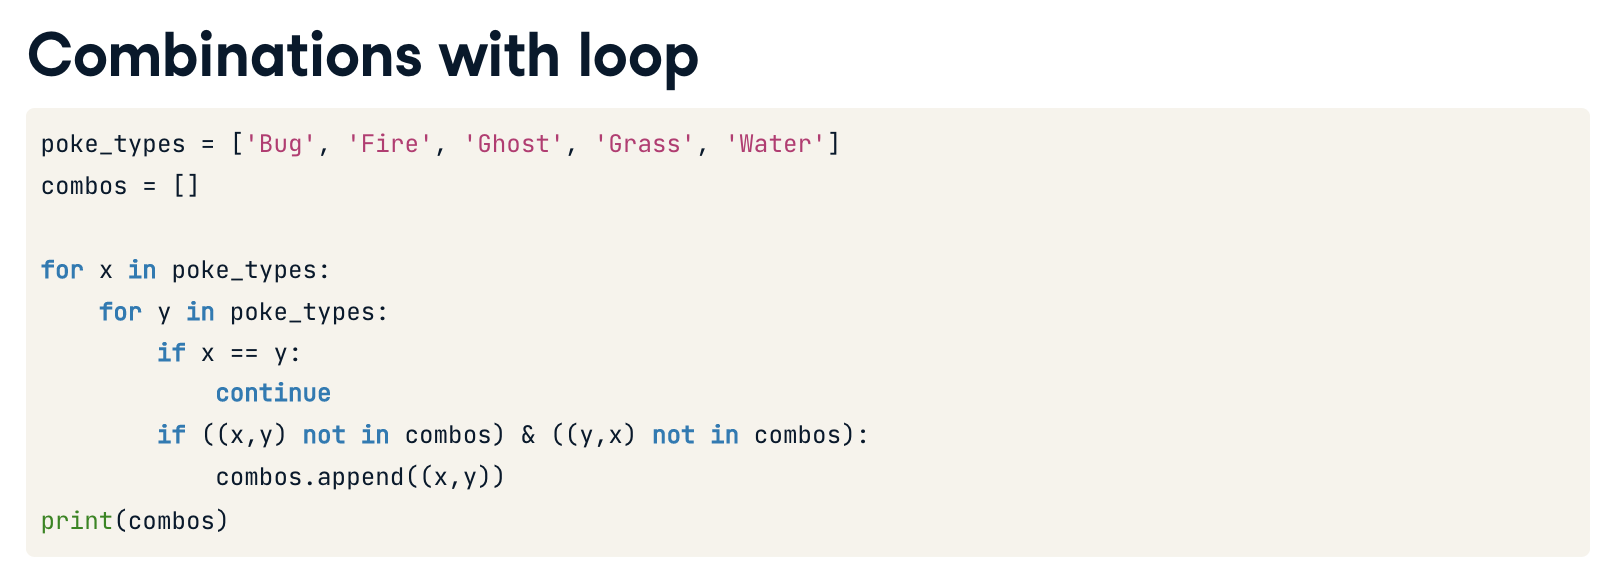 Combinations with loop
poke_types = ['Bug', 'Fire', 'Ghost', 'Grass', 'Water']
combos = []
for x in poke_types:
    for y in poke_types:
        if x == y:
            continue
        if ((x,y) not in combos) & ((y,x) not in combos):
            combos.append((x,y))
print(combos)